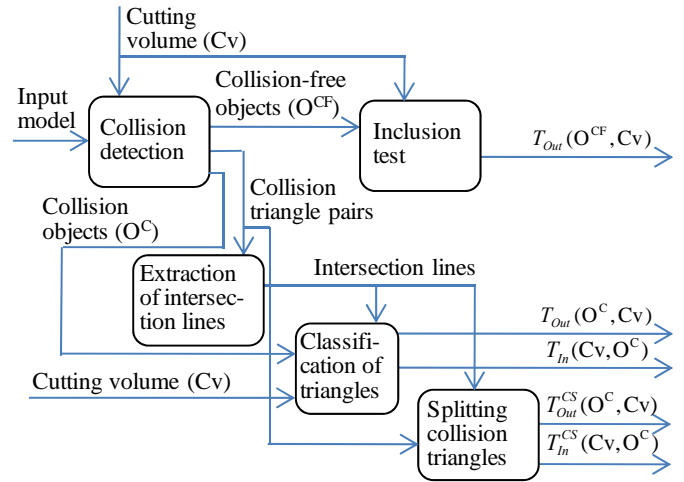 Cutting
volume (Cv)
Collision-free
objects (O^CF)
Input
model
Collision
detection
Inclusion
test
T_Out(O^CF, Cv)
Collision
triangle pairs
Collision
objects (O^C)
Extraction
of intersec-
tion lines
Intersection lines
T_Out(O^C, Cv)
Classifi-
cation of
triangles
T_In(Cv, O^C)
Cutting volume (Cv)
Splitting
collision
triangles
T_Out^CS(O^C, Cv)
T_In^CS(Cv, O^C)